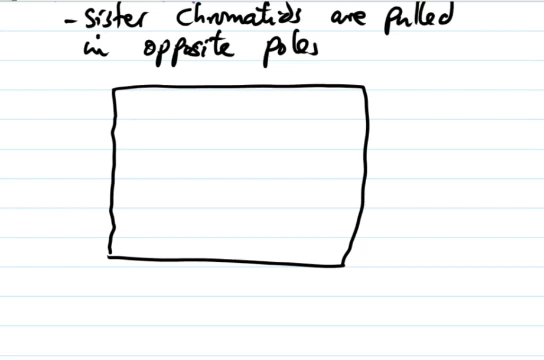 - Sister Chromatids are pulled
in opposite poles